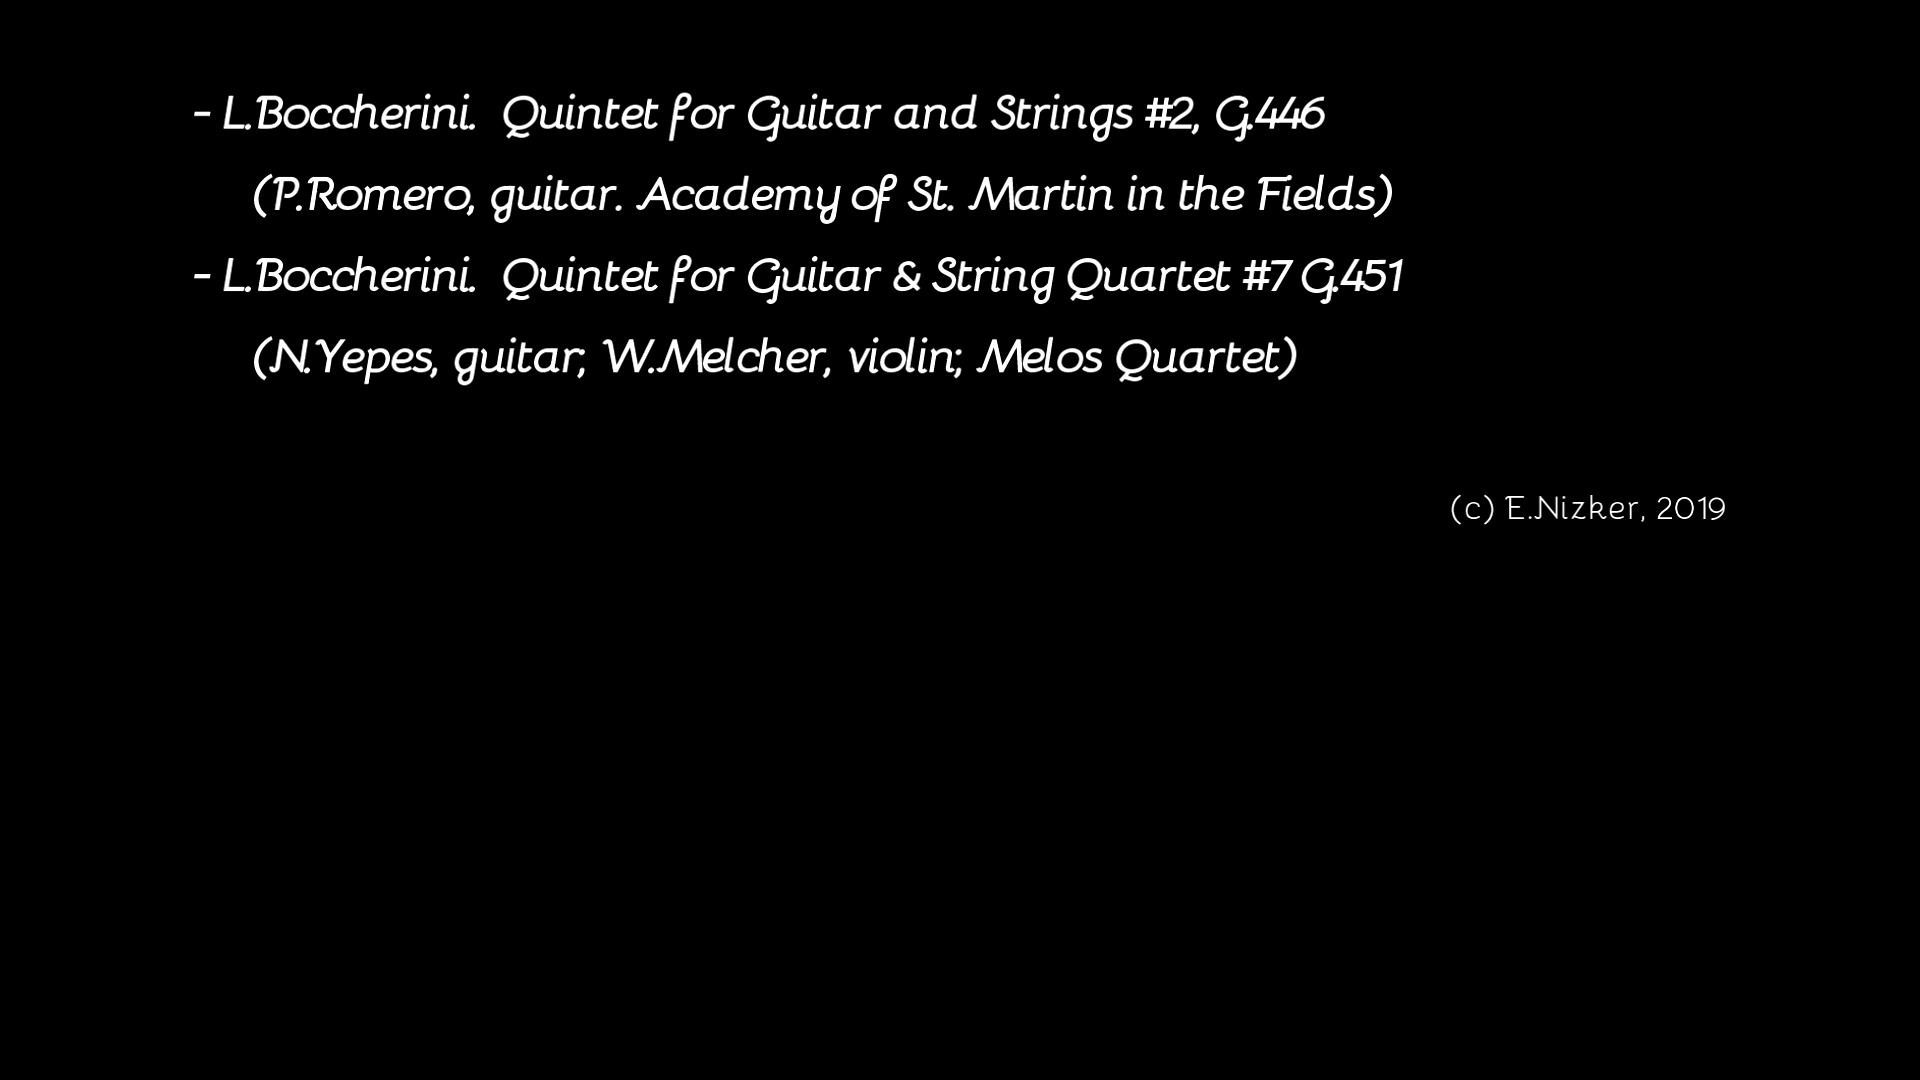 - L.Boccherini.  Quintet for Guitar and Strings #2, G.446
(P.Romero, guitar. Academy of St. Martin in the Fields)
- L.Boccherini.  Quintet for Guitar & String Quartet #7 G.451
(N.Yepes, guitar; W.Melcher, violin; Melos Quartet)
(c) E.Nizker, 2019